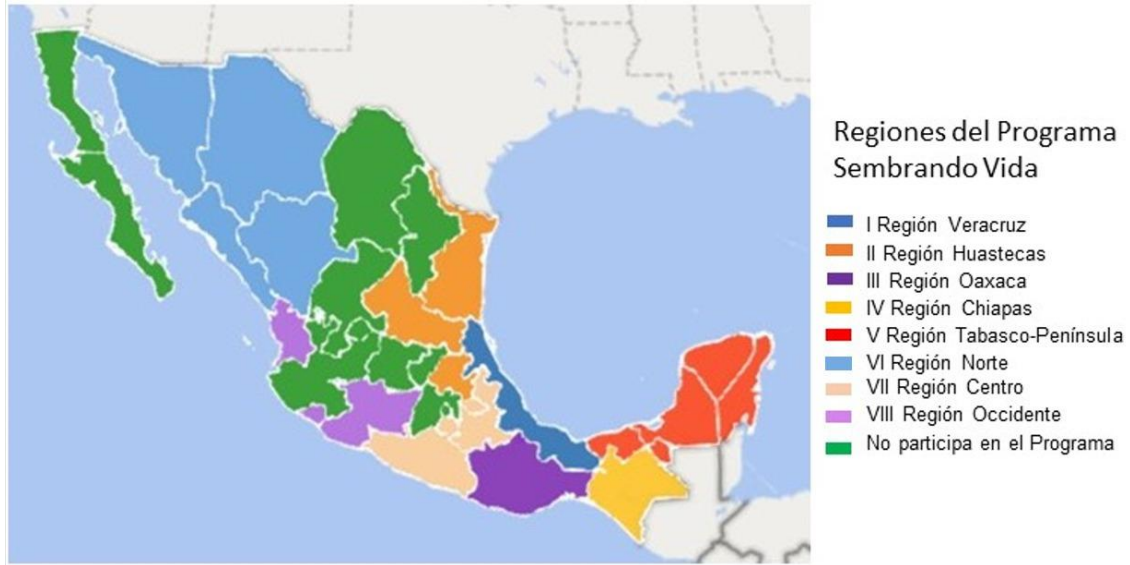 Regiones del Programa
Sembrando Vida
I Región Veracruz
II Región Huastecas
III Región Oaxaca
IV Región Chiapas
V Región Tabasco-Península
VI Región Norte
VII Región Centro
VIII Región Occidente
No participa en el Programa